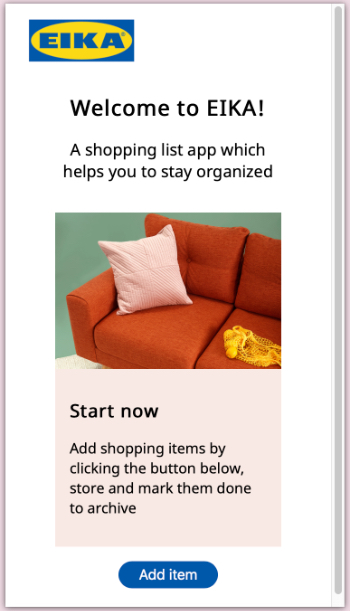 EIKA
Welcome to EIKA!
A shopping list app which
helps you to stay organized
Start now
Add shopping items by
clicking the button below,
store and mark them done
to archive
Add item